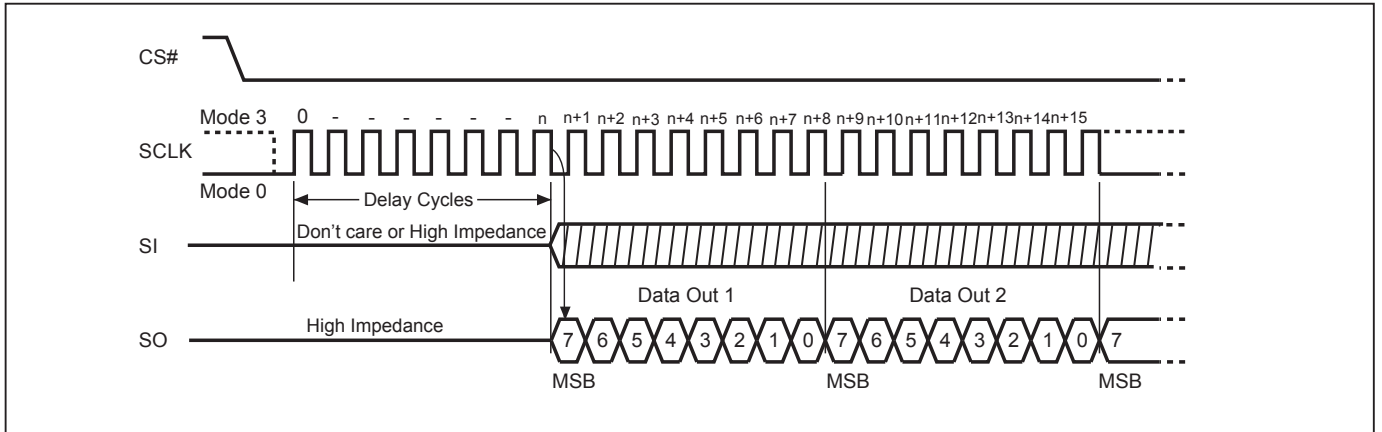 CS#
Mode 3 0 - - - - - - n n+1 n+2 n+3 n+4 n+5 n+6 n+7 n+8 n+9 n+10 n+11 n+12 n+13 n+14 n+15
SCLK
Mode 0
Delay Cycles
Don't care or High Impedance
SI
Data Out 1 Data Out 2
High Impedance
SO 7 6 5 4 3 2 1 0 7 6 5 4 3 2 1 0 7
MSB MSB MSB